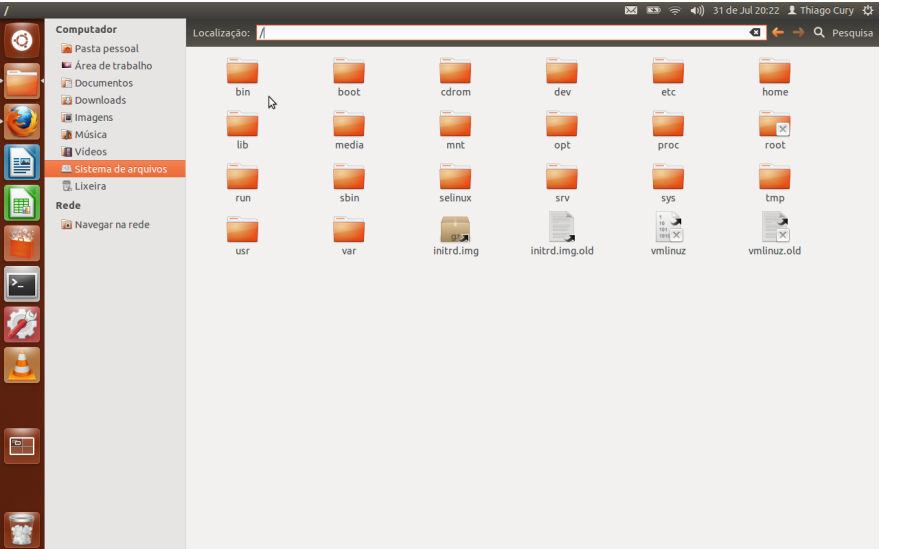 /
31 de Jul 20:22 Thiago Cury
Computador
Pasta pessoal
Área de trabalho
Documentos
Downloads
Imagens
Música
Vídeos
Sistema de arquivos
Lixeira
Rede
Navegar na rede
Localização: / Pesquisa
bin boot cdrom dev etc home
lib media mnt opt proc root
run sbin selinux srv sys tmp
usr var initrd.img initrd.img.old vmlinuz vmlinuz.old